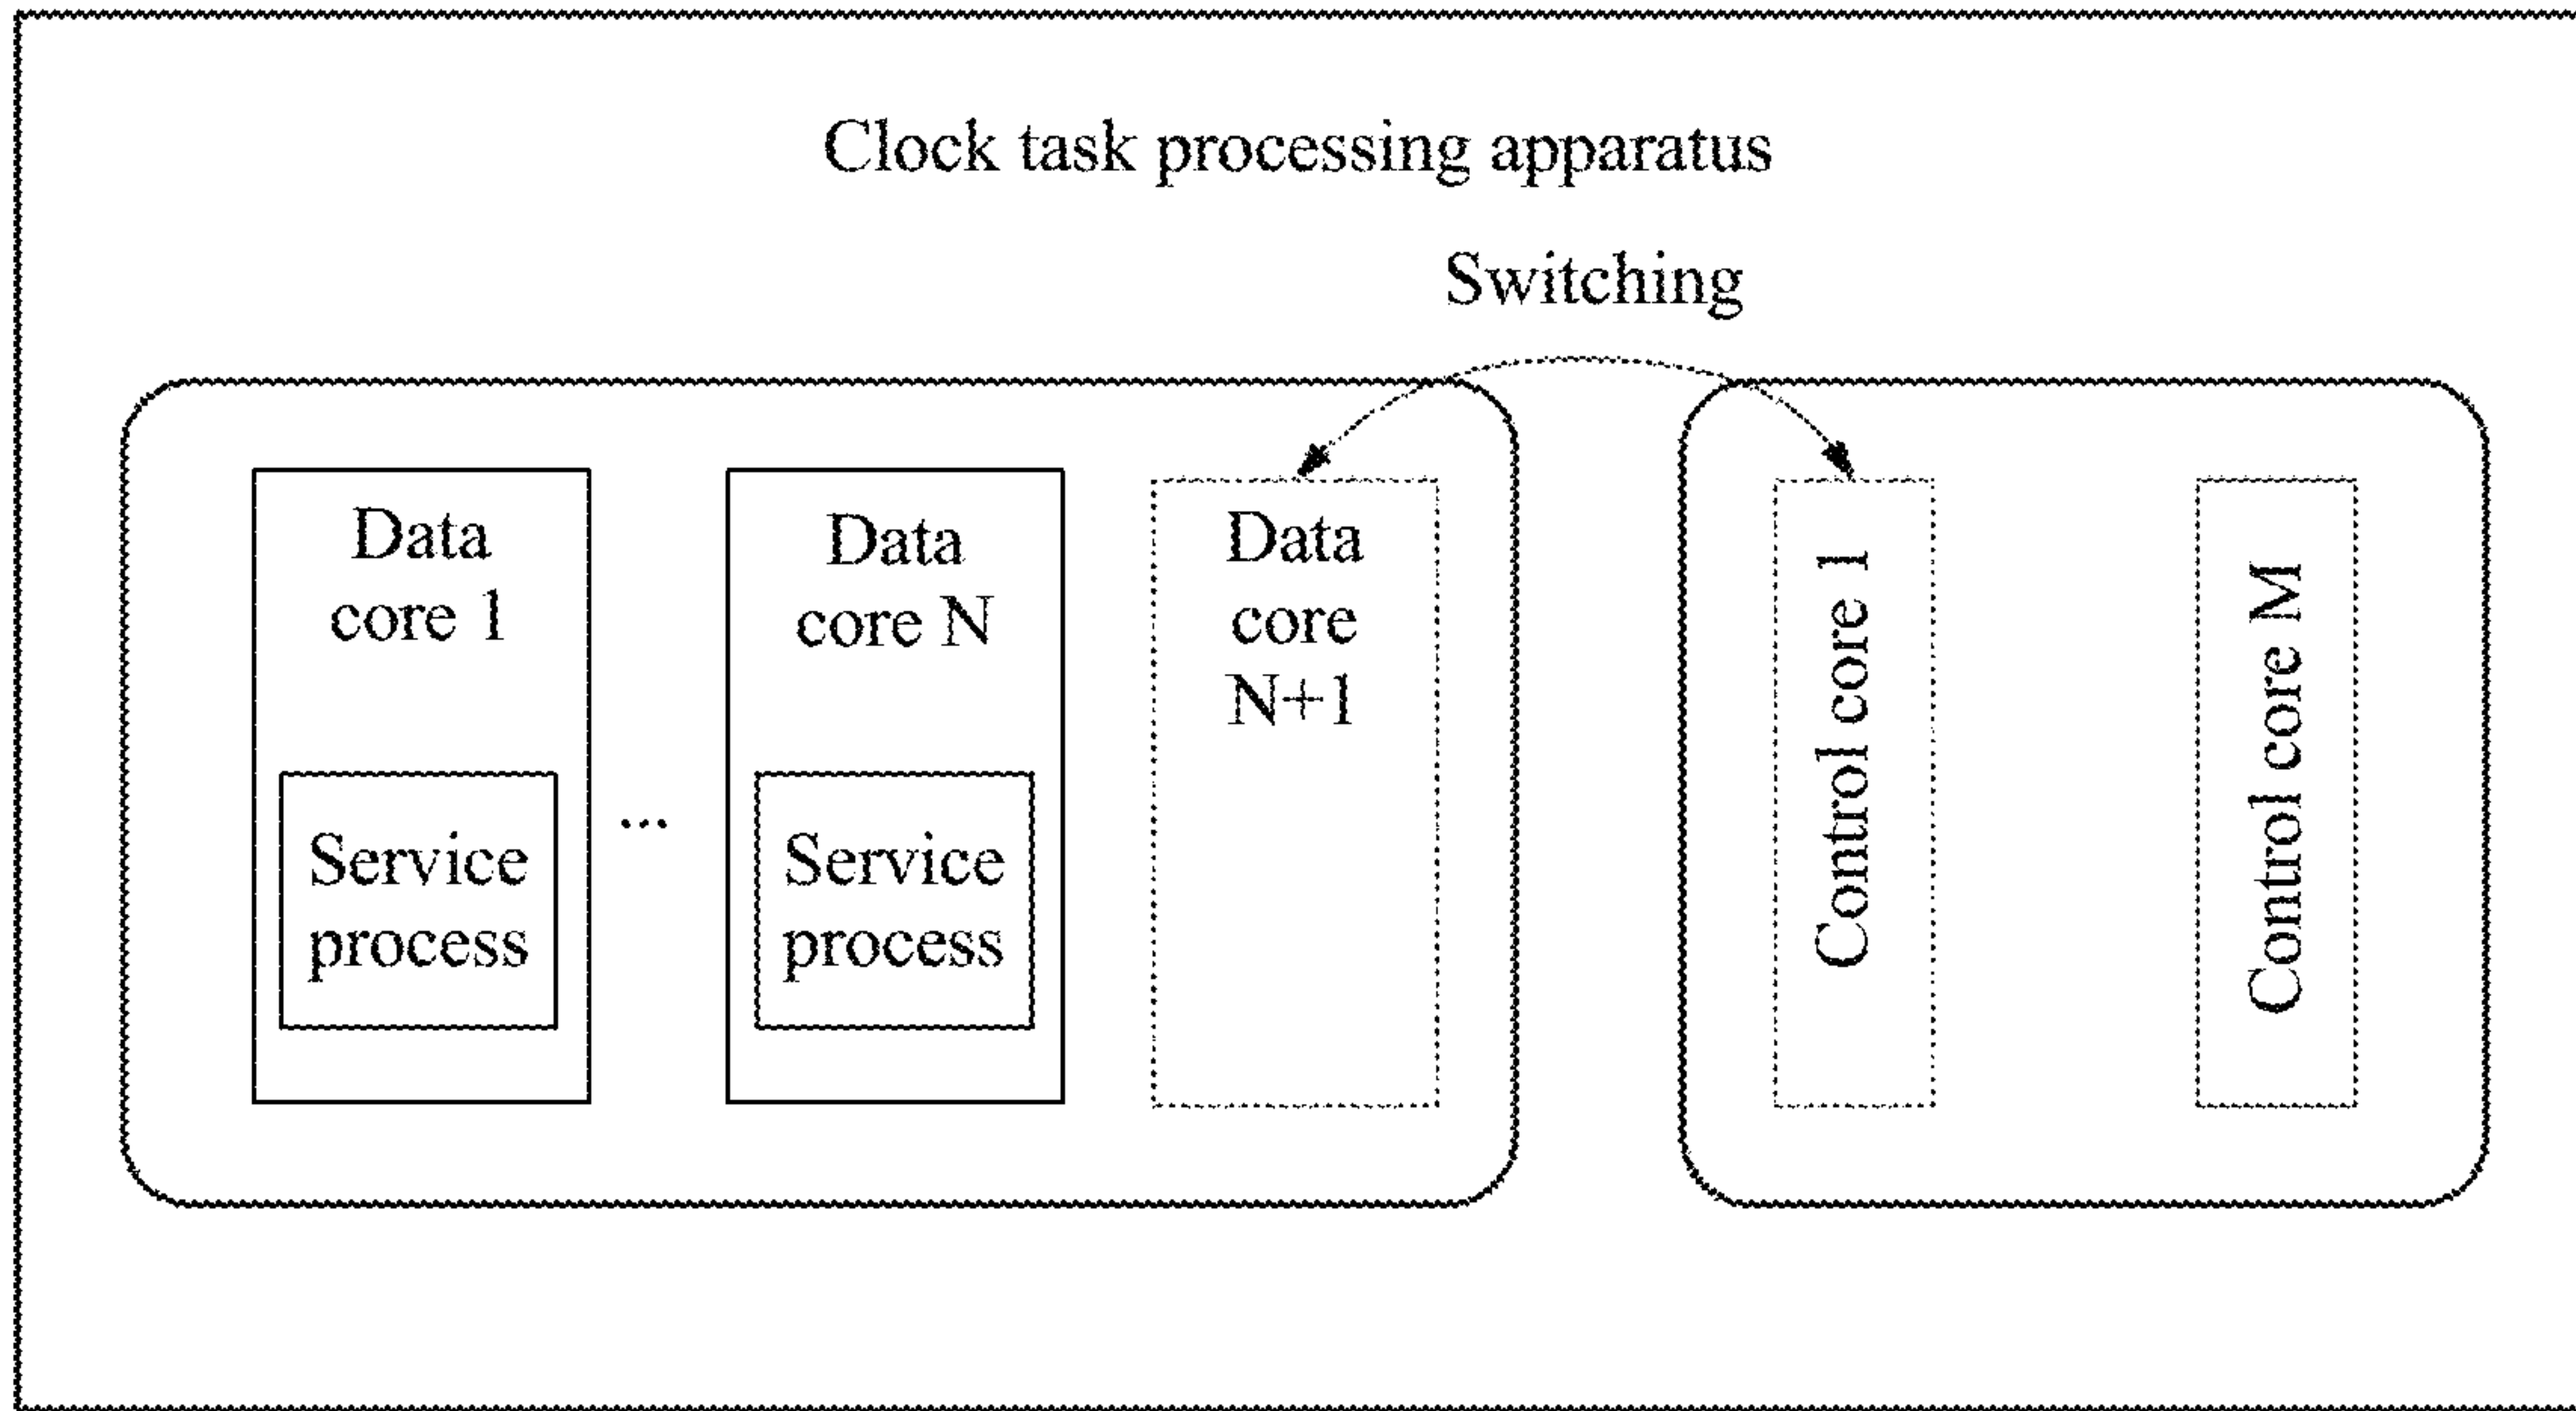 Clock task processing apparatus
Switching
Data
core 1
Service
process
...
Data
core N
Service
process
Data
core
N+1
Control core 1
Control core M